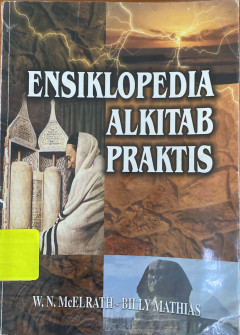 ENSIKLOPEDIA
ALKITAB
PRAKTIS
W. N. McELRATH - BILLY MATHIAS